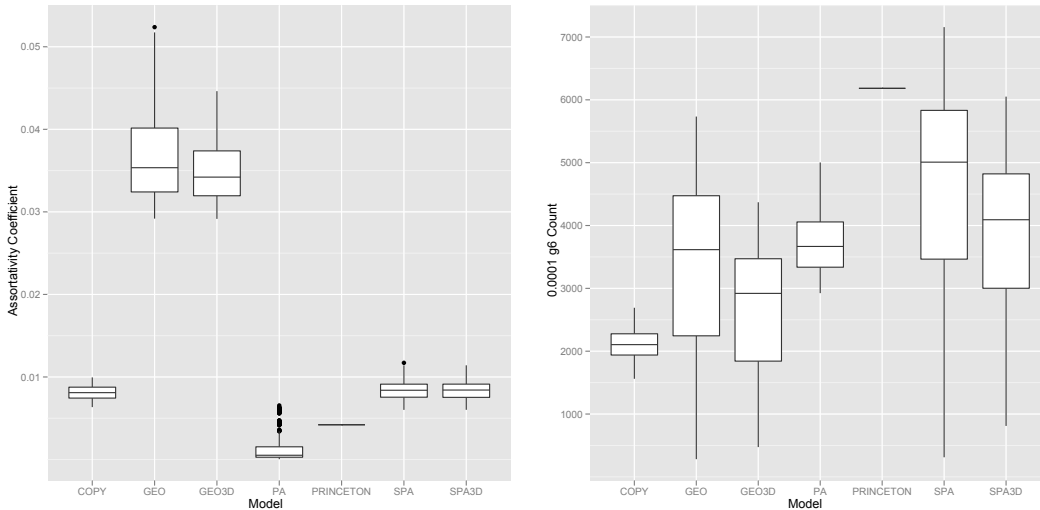 Assortativity Coefficient
0.05
0.04
0.03
0.02
0.01
COPY GEO GEO3D PA PRINCETON SPA SPA3D
Model
0.0001 g6 Count
7000
6000
5000
4000
3000
2000
1000
COPY GEO GEO3D PA PRINCETON SPA SPA3D
Model